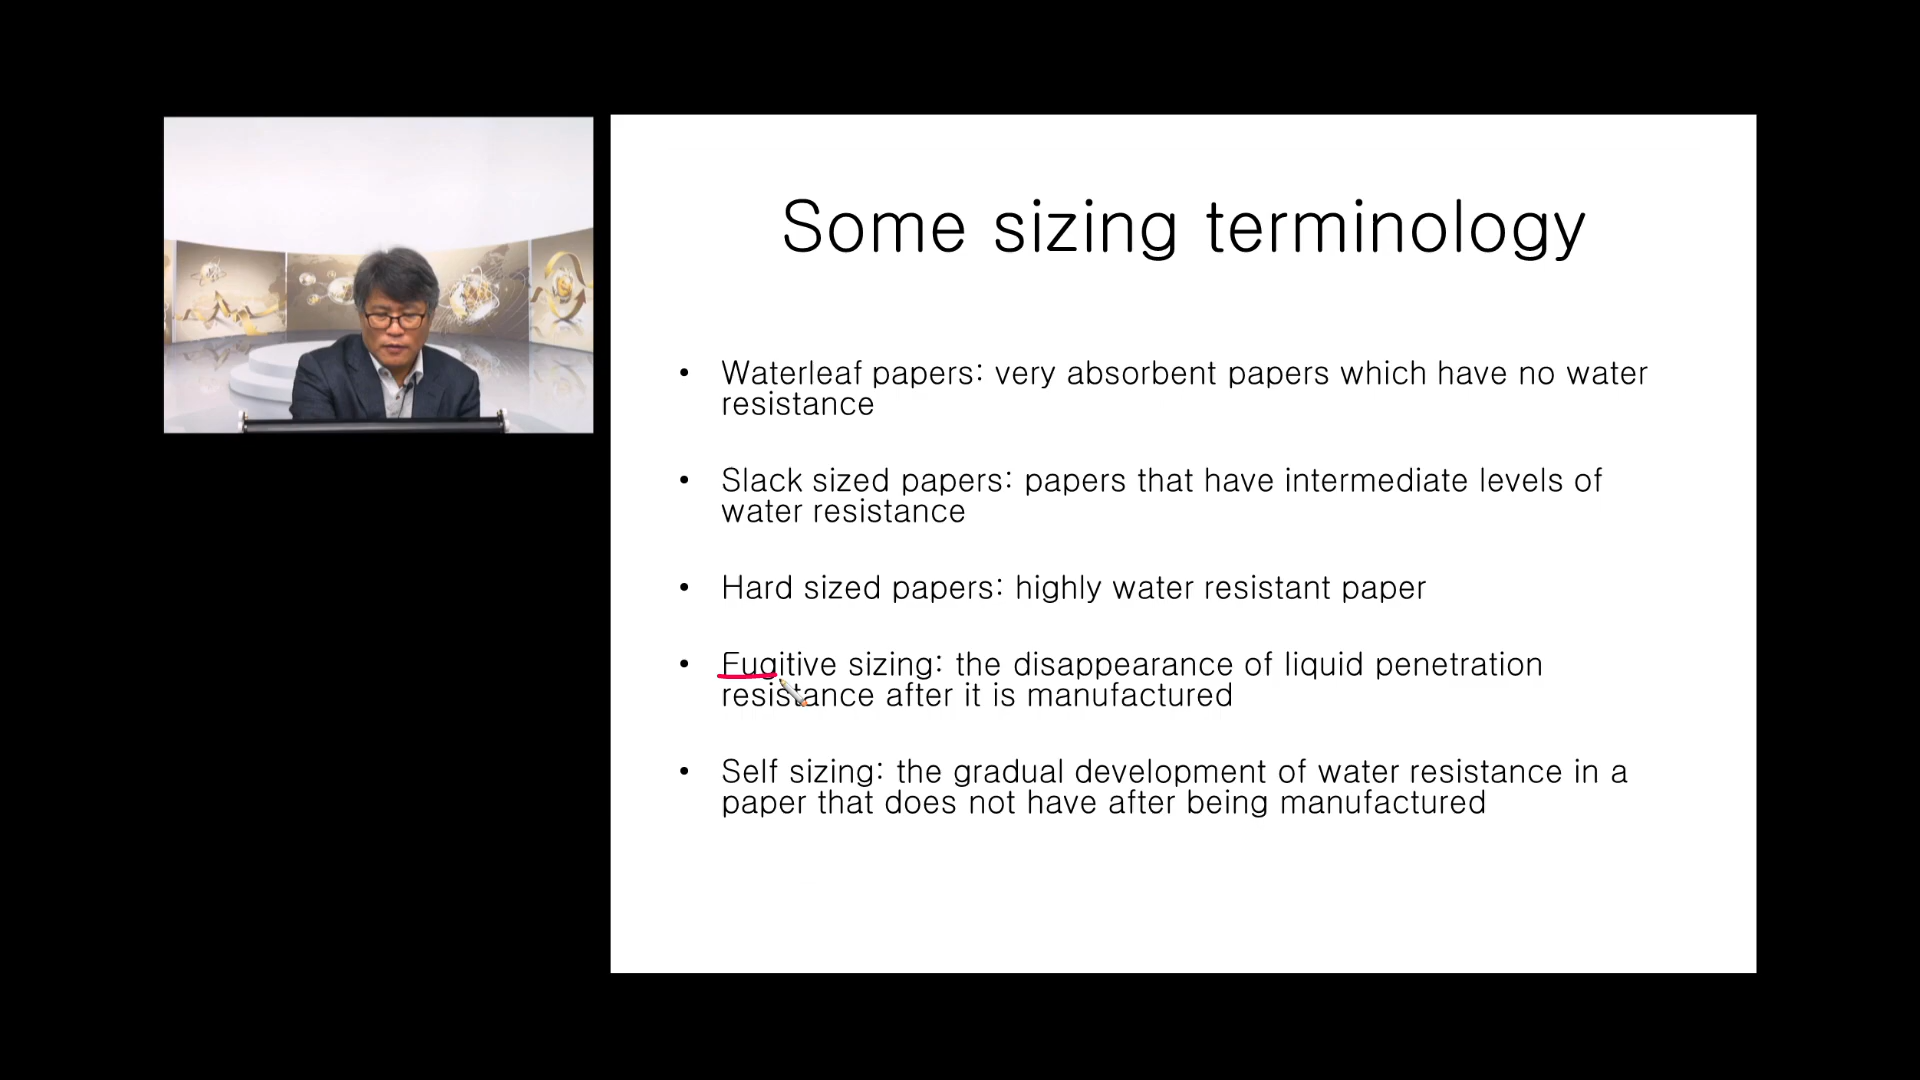 Some sizing terminology
• Waterleaf papers: very absorbent papers which have no water
resistance
• Slack sized papers: papers that have intermediate levels of
water resistance
• Hard sized papers: highly water resistant paper
• Fugitive sizing: the disappearance of liquid penetration
resistance after it is manufactured
• Self sizing: the gradual development of water resistance in a
paper that does not have after being manufactured